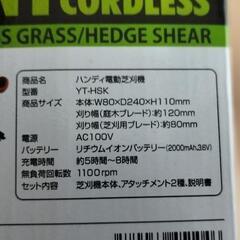 CORDLESS
S GRASS/HEDGE SHEAR
商品名 ハンディ電動芝刈機
型名 YT-HSK
商品サイズ 本体:W80×D240×H110mm
刈り幅(庭木ブレード):約120mm
刈り幅(芝刈用ブレード):約80mm
電源 AC100V
バッテリー リチウムイオンバッテリー(2000mAh,3.6V)
充電時間 約5時間～8時間
無負荷回転数 1100rpm
セット内容 芝刈機本体、アタッチメント2種、説明書